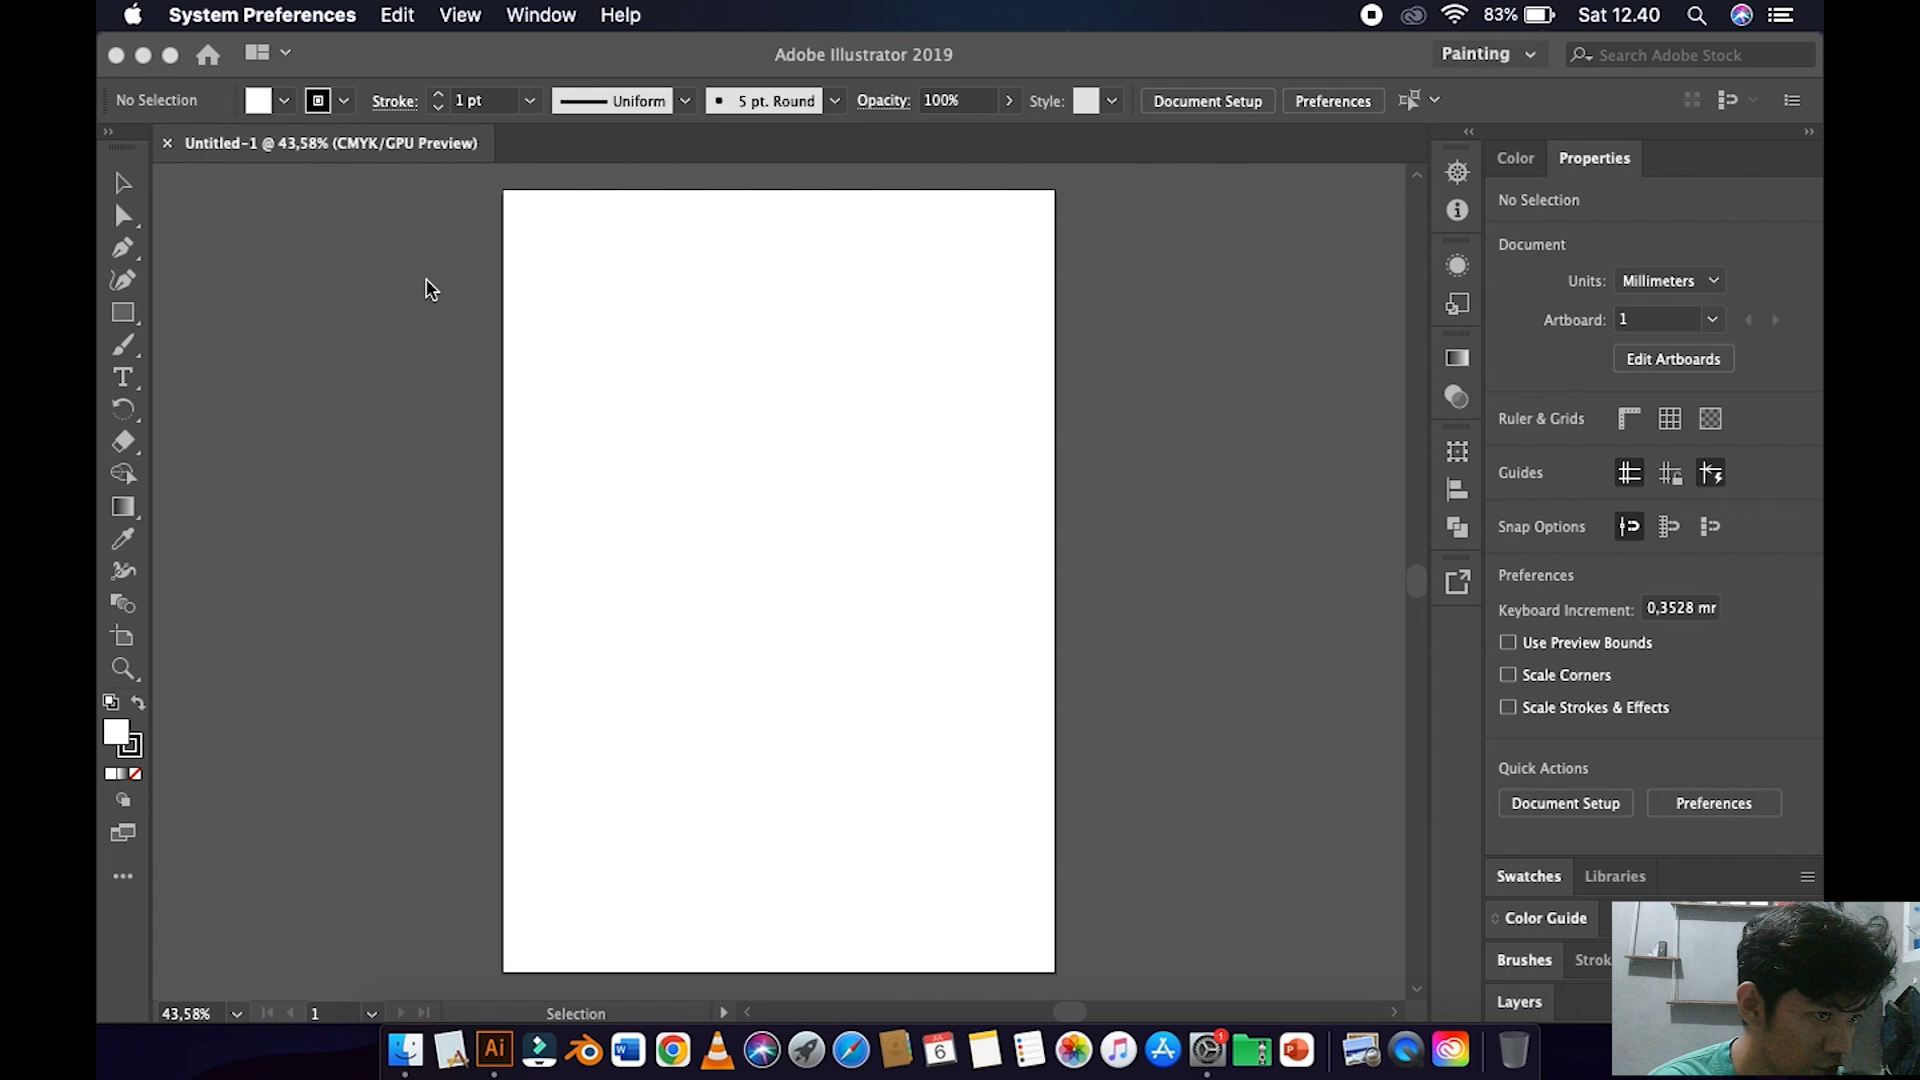 System Preferences Edit View Window Help 83% Sat 12.40
Adobe Illustrator 2019 Painting Search Adobe Stock
No Selection Stroke: 1 pt Uniform 5 pt. Round Opacity: 100% Style: Document Setup Preferences
Untitled-1 @ 43,58% (CMYK/GPU Preview)
Color Properties
No Selection
Document
Units: Millimeters
Artboard: 1
Edit Artboards
Ruler & Grids
Guides
Snap Options
Preferences
Keyboard Increment: 0,3528 mr
Use Preview Bounds
Scale Corners
Scale Strokes & Effects
Quick Actions
Document Setup Preferences
Swatches Libraries
Color Guide
Brushes Strok
Layers
43,58% 1 Selection